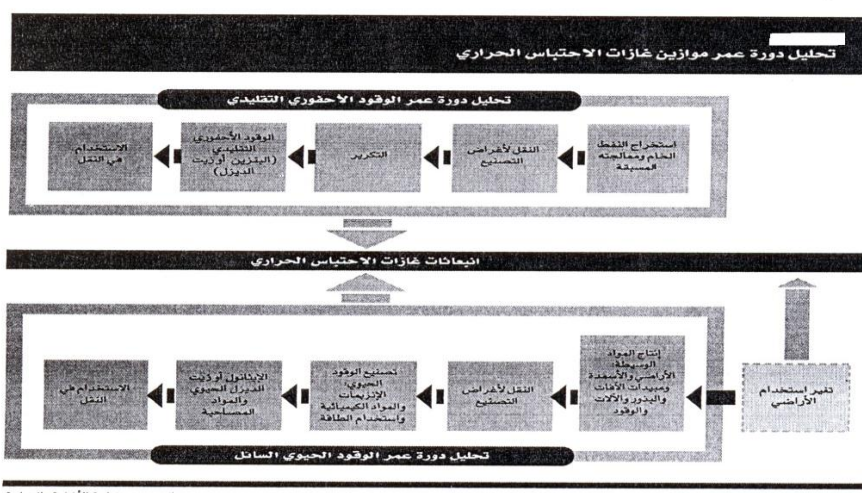 تحليل دورة عمر موازين غازات الاحتباس الحراري
تحليل دورة عمر الوقود الأحفوري التقليدي
إستخراج النفط
الخام ومعالجته
المسبقة
النقل لأغراض
التصنيع
التكرير
الوقود الأحفوري
التقليدي
(البنزين أو زيت
الديزل)
الاستخدام
في النقل
انبعاثات غازات الاحتباس الحراري
تغير استخدام
الأراضي
إنتاج المواد
الوسيطة
الأراضي والأسمدة
ومبيدات الآفات
والبذور والآلات
والوقود
النقل لأغراض
التصنيع
تصنيع الوقود
الحيوي:
الإنزيمات
والمواد الكيميائية
واستخدام الطاقة
الإيثانول أو زيت
الديزل الحيوي
والمواد
المصاحبة
الاستخدام في
النقل
تحليل دورة عمر الوقود الحيوي السائل